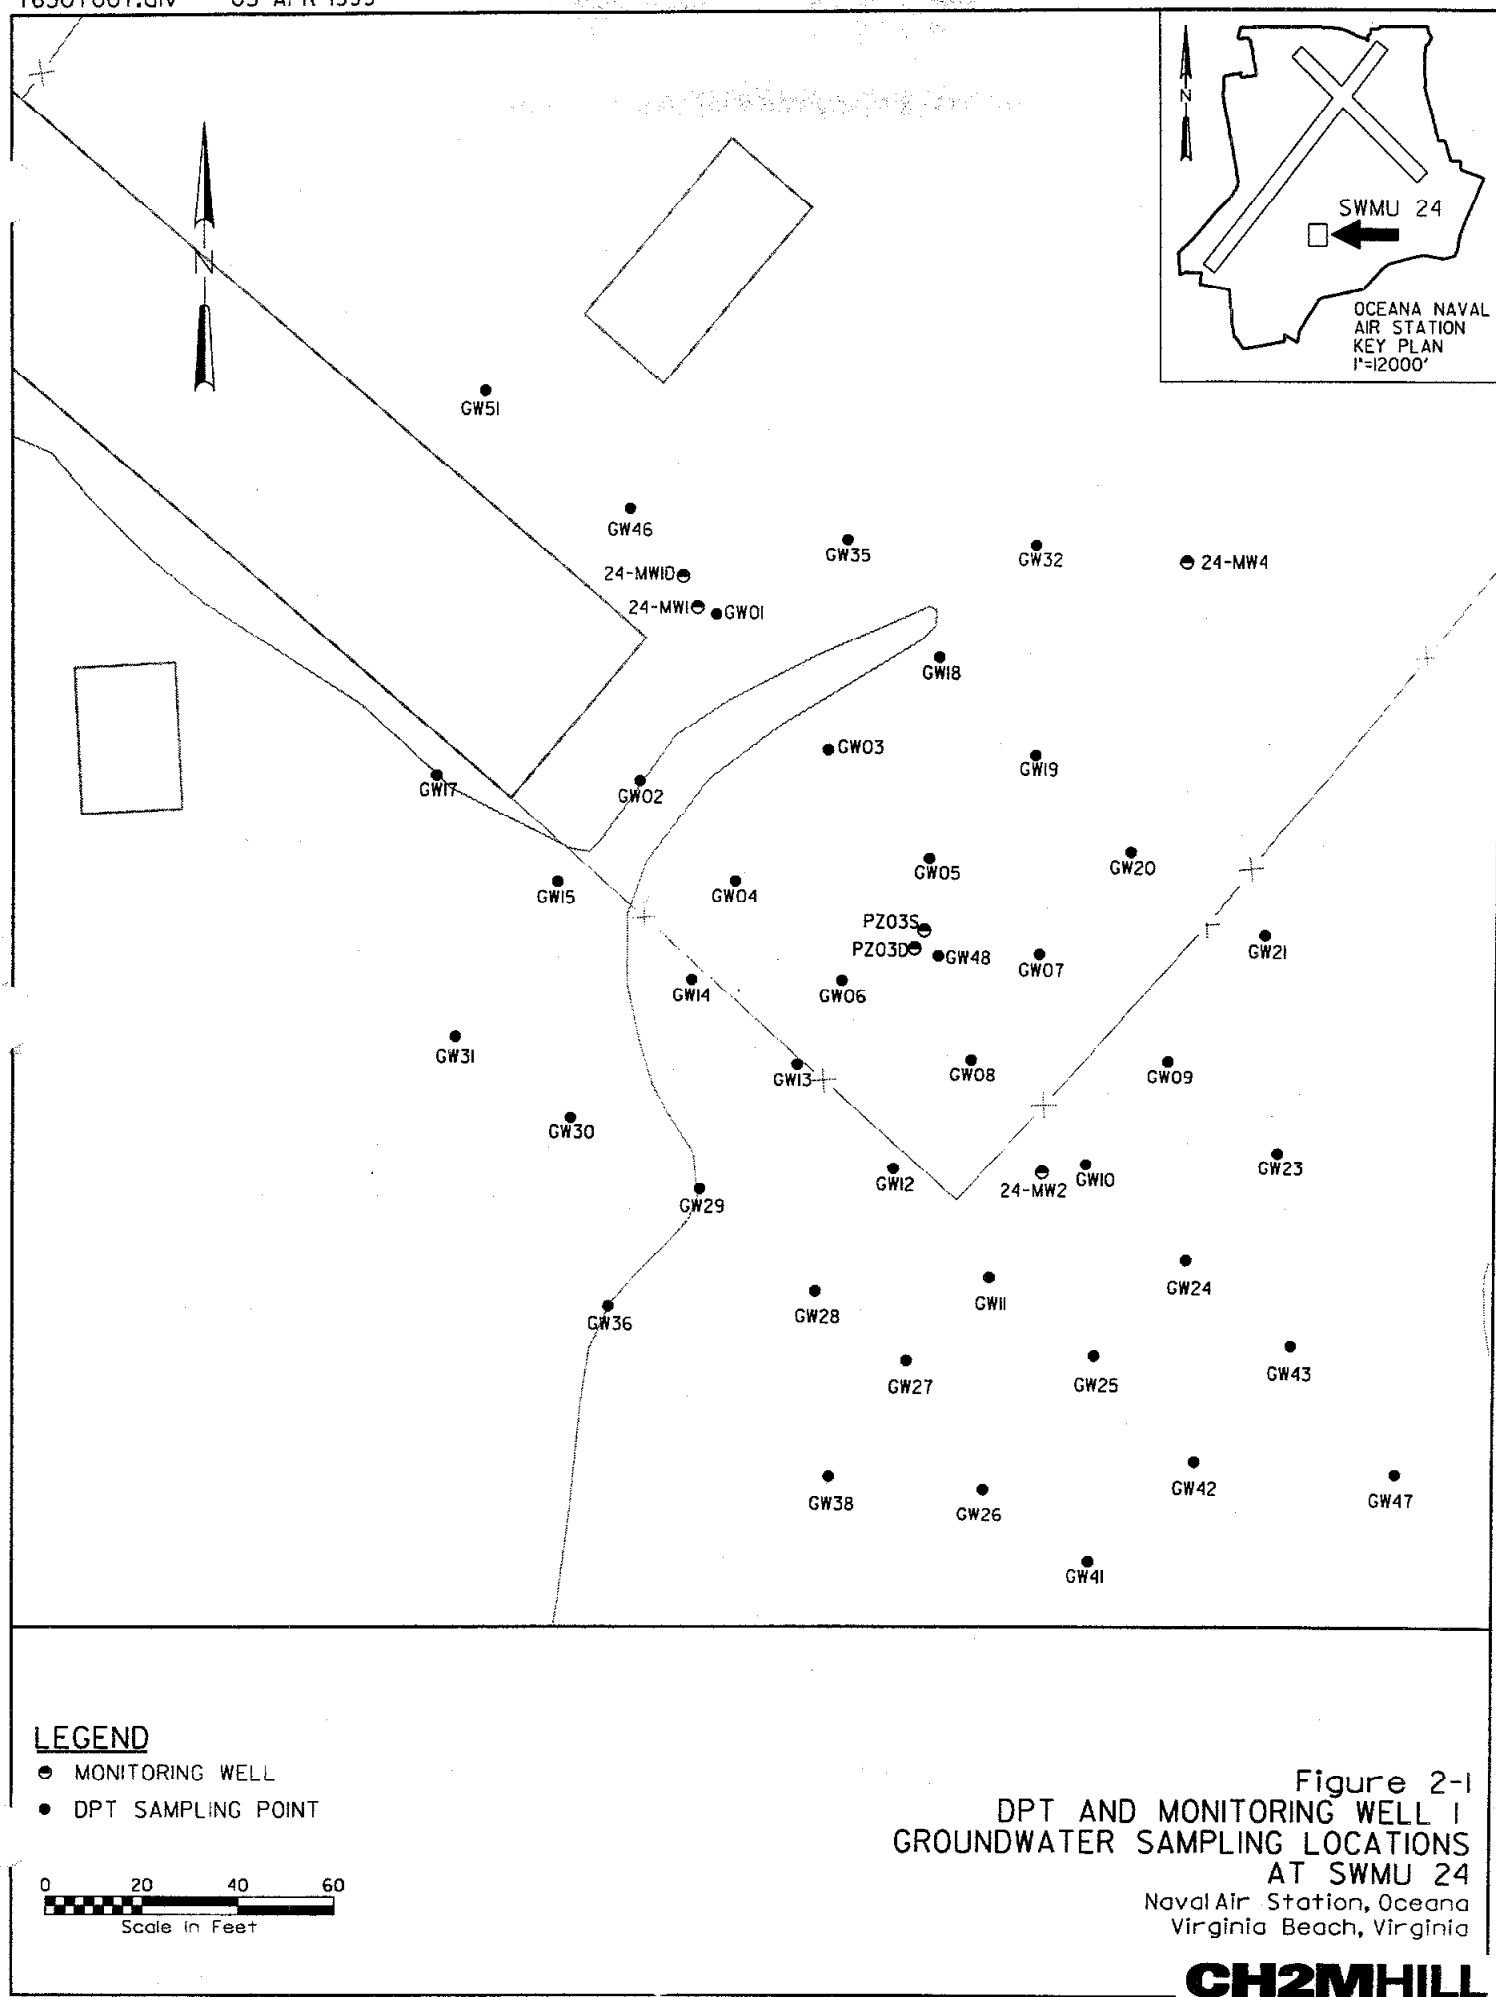 N
N
SWMU 24
OCEANA NAVAL
AIR STATION
KEY PLAN
1"=12000'
GW51
GW46
GW35
GW32
24-MW4
24-MW1D
24-MW1
GW01
GW18
GW03
GW19
GW17
GW02
GW05
GW20
GW15
GW04
PZ03S
PZ03D
GW48
GW07
GW21
GW14
GW06
GW31
GW13
GW08
GW09
GW30
GW12
24-MW2
GW10
GW23
GW29
GW28
GW11
GW24
GW36
GW27
GW25
GW43
GW38
GW26
GW42
GW47
GW41
LEGEND
MONITORING WELL
DPT SAMPLING POINT
0 20 40 60
Scale in Feet
Figure 2-1
DPT AND MONITORING WELL 1
GROUNDWATER SAMPLING LOCATIONS
AT SWMU 24
Naval Air Station, Oceana
Virginia Beach, Virginia
CH2MHILL